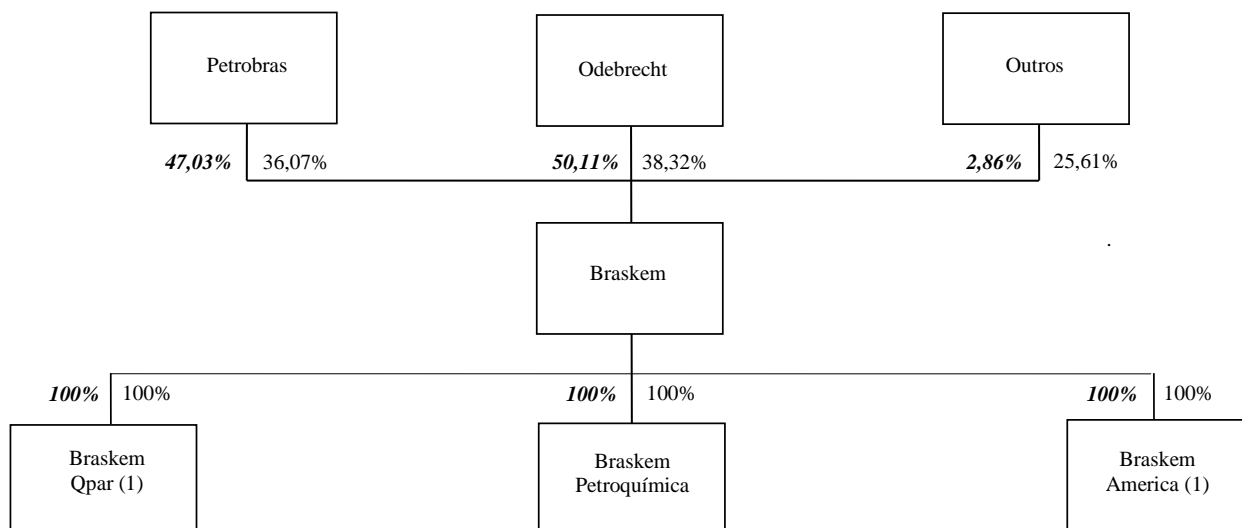 Petrobras
Odebrecht
Outros
47,03% 36,07%
50,11% 38,32%
2,86% 25,61%
.
Braskem
100% 100%
100% 100%
100% 100%
Braskem
Qpar (1)
Braskem
Petroquímica
Braskem
America (1)